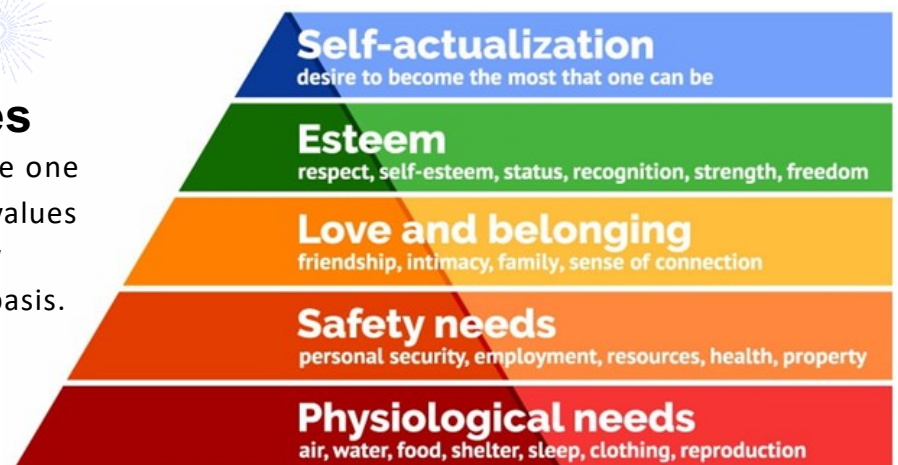 es
e one
values
basis.
Self-actualization
desire to become the most that one can be
Esteem
respect, self-esteem, status, recognition, strength, freedom
Love and belonging
friendship, intimacy, family, sense of connection
Safety needs
personal security, employment, resources, health, property
Physiological needs
air, water, food, shelter, sleep, clothing, reproduction